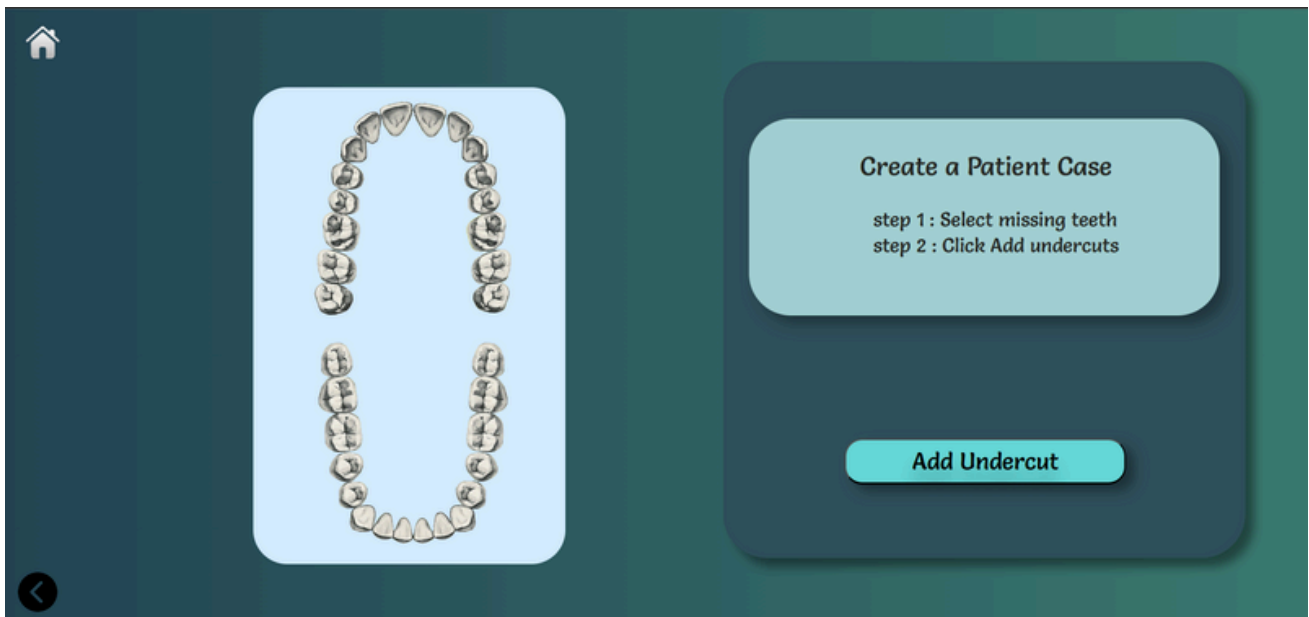 Create a Patient Case
step 1 : Select missing teeth
step 2 : Click Add undercuts
Add Undercut